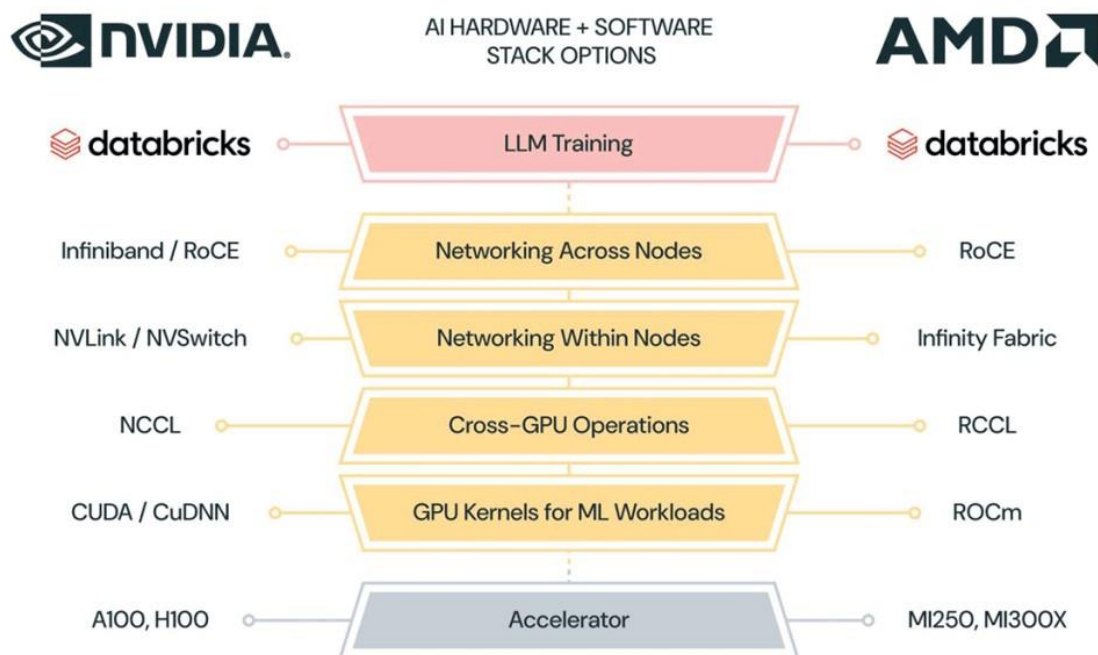 NVIDIA.
AI HARDWARE + SOFTWARE
STACK OPTIONS
AMD
databricks
LLM Training
databricks
Infiniband / RoCE
Networking Across Nodes
RoCE
NVLink / NVSwitch
Networking Within Nodes
Infinity Fabric
NCCL
Cross-GPU Operations
RCCL
CUDA / CuDNN
GPU Kernels for ML Workloads
ROCm
A100, H100
Accelerator
MI250, MI300X